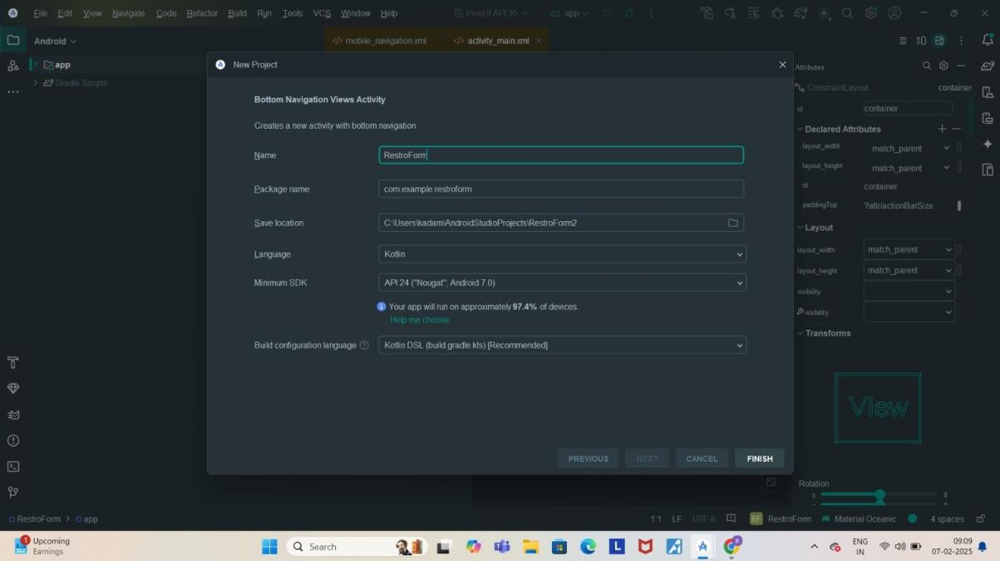 File Edit View Navigate Code Refactor Build Run Tools VCS Window Help Pixel 9 API 35 app
Android mobile_navigation.xml activity_main.xml
app
Gradle Scripts
New Project
Bottom Navigation Views Activity
Creates a new activity with bottom navigation
Name RestroForm
Package name com.example.restroform
Save location C:\Users\kadam\AndroidStudioProjects\RestroForm2
Language Kotlin
Minimum SDK API 24 ("Nougat"; Android 7.0)
Your app will run on approximately 97.4% of devices.
Help me choose
Build configuration language Kotlin DSL (build.gradle.kts) [Recommended]
PREVIOUS NEXT CANCEL FINISH
Attributes
ConstraintLayout container
id container
Declared Attributes
layout_width match_parent
layout_height match_parent
id container
paddingTop ?attr/actionBarSize
Layout
layout_width match_parent
layout_height match_parent
visibility
visibility
Transforms
View
Rotation
x 0
RestroForm app 1:1 LF UTF-8 RF RestroForm Material Oceanic 4 spaces
1 Upcoming
Earnings
Search
L
B
ENG
IN
09:09
07-02-2025